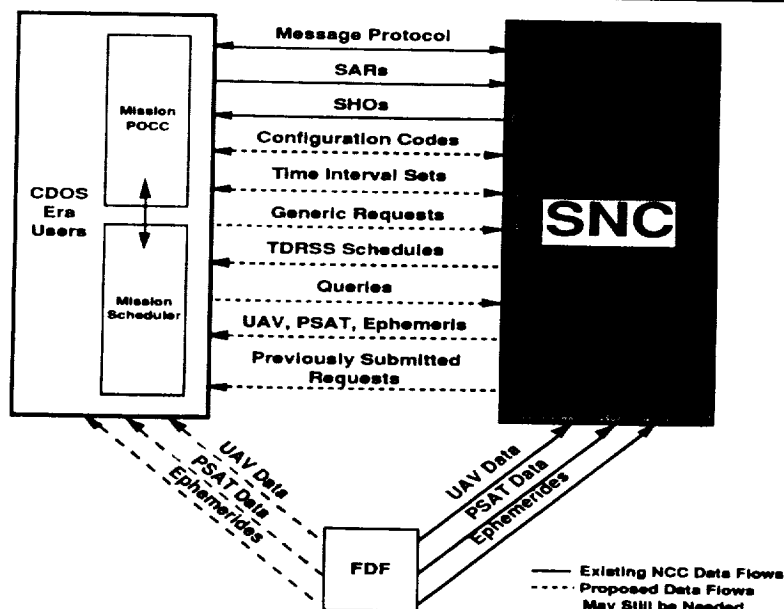 Message Protocol
SARs
SHOs
Configuration Codes
Time Interval Sets
Generic Requests
TDRSS Schedules
Queries
UAV, PSAT, Ephemeris
Previously Submitted
Requests
CDOS
Era
Users
Mission
POCC
Mission
Scheduler
SNC
UAV Data
PSAT Data
Ephemerides
UAV Data
PSAT Data
Ephemerides
FDF
Existing NCC Data Flows
Proposed Data Flows
May Still be Needed